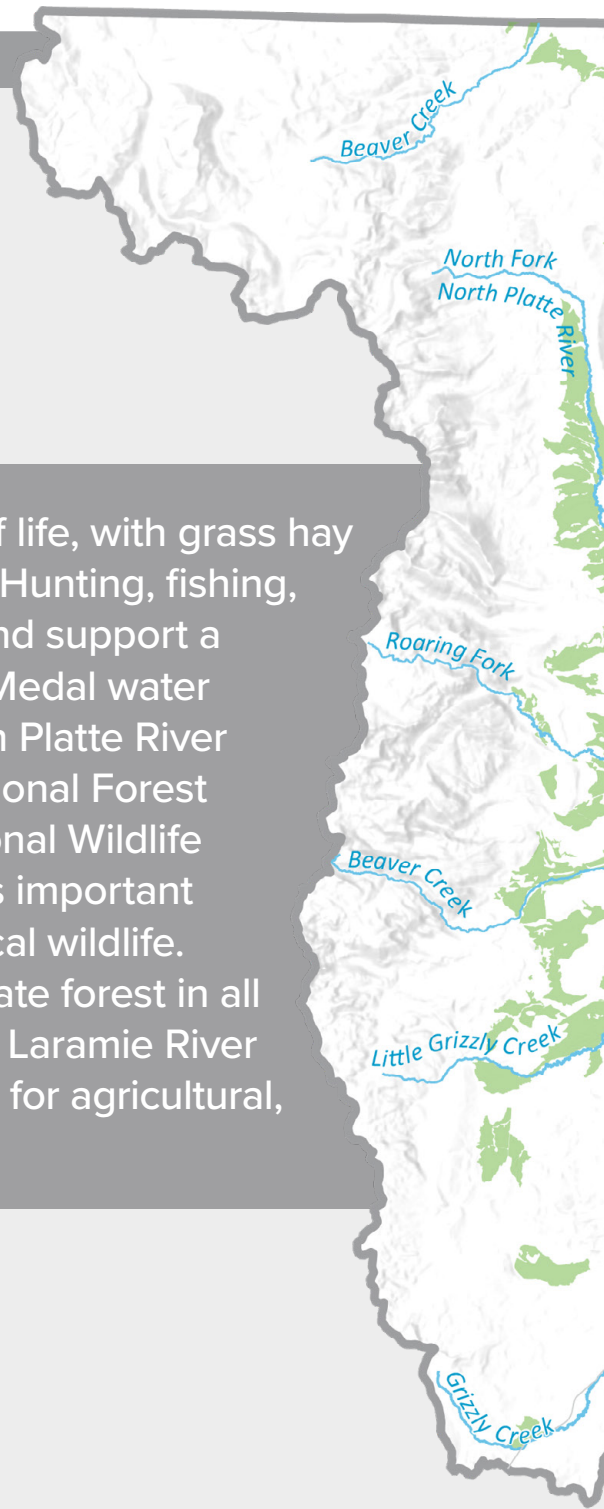 Beaver Creek
North Fork
North Platte River
f life, with grass hay
Hunting, fishing,
nd support a
Medal water
n Platte River
onal Forest
onal Wildlife
s important
cal wildlife.
ate forest in all
Laramie River
for agricultural,
Roaring Fork
Beaver Creek
Little Grizzly Creek
Grizzly Creek